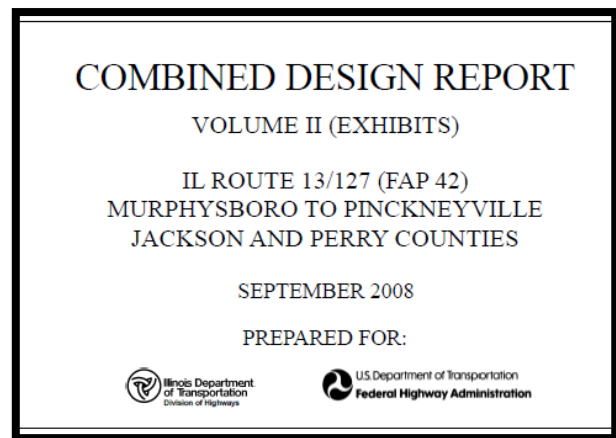 COMBINED DESIGN REPORT
VOLUME II (EXHIBITS)
IL ROUTE 13/127 (FAP 42)
MURPHYSBORO TO PINCKNEYVILLE
JACKSON AND PERRY COUNTIES
SEPTEMBER 2008
PREPARED FOR:
Illinois Department
of Transportation
Division of Highways
U.S. Department of Transportation
Federal Highway Administration